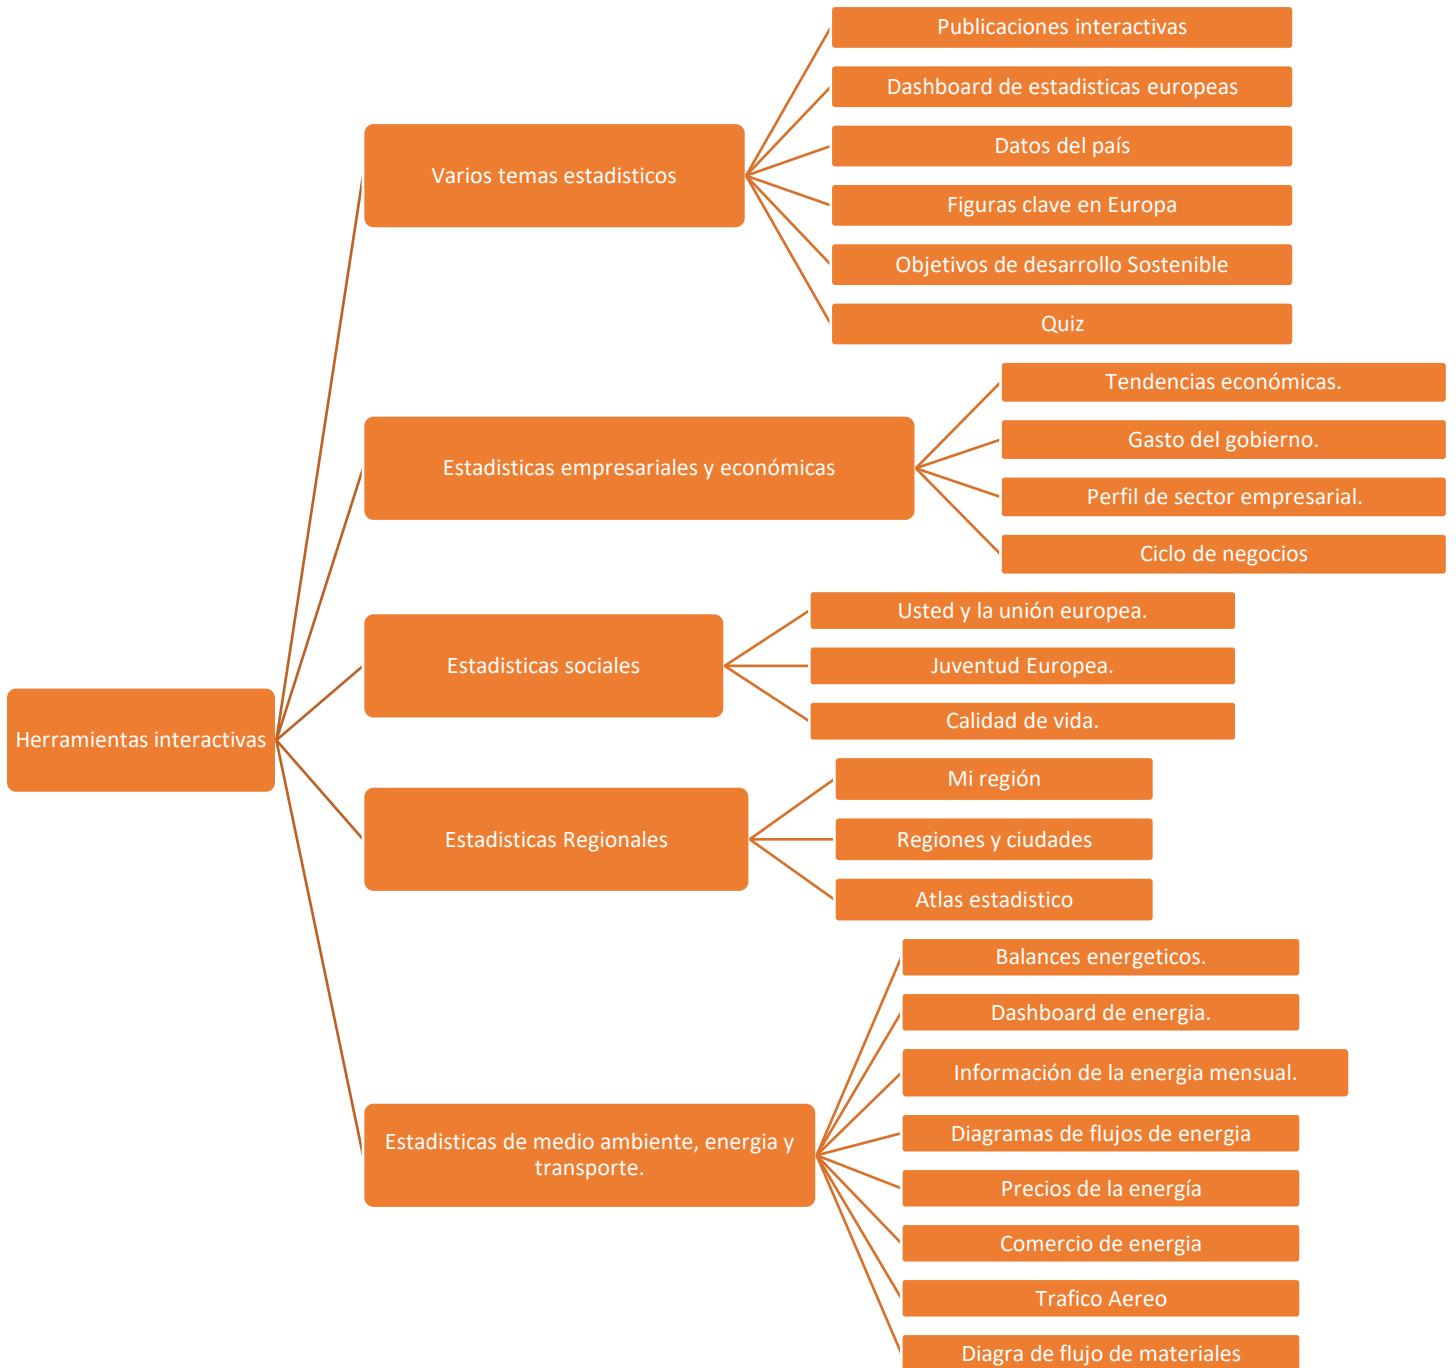 Herramientas interactivas
Varios temas estadisticos
Publicaciones interactivas
Dashboard de estadisticas europeas
Datos del país
Figuras clave en Europa
Objetivos de desarrollo Sostenible
Quiz
Estadisticas empresariales y económicas
Tendencias económicas.
Gasto del gobierno.
Perfil de sector empresarial.
Ciclo de negocios
Estadisticas sociales
Usted y la unión europea.
Juventud Europea.
Calidad de vida.
Estadisticas Regionales
Mi región
Regiones y ciudades
Atlas estadistico
Estadisticas de medio ambiente, energia y
transporte.
Balances energeticos.
Dashboard de energia.
Información de la energia mensual.
Diagramas de flujos de energia
Precios de la energía
Comercio de energia
Trafico Aereo
Diagra de flujo de materiales